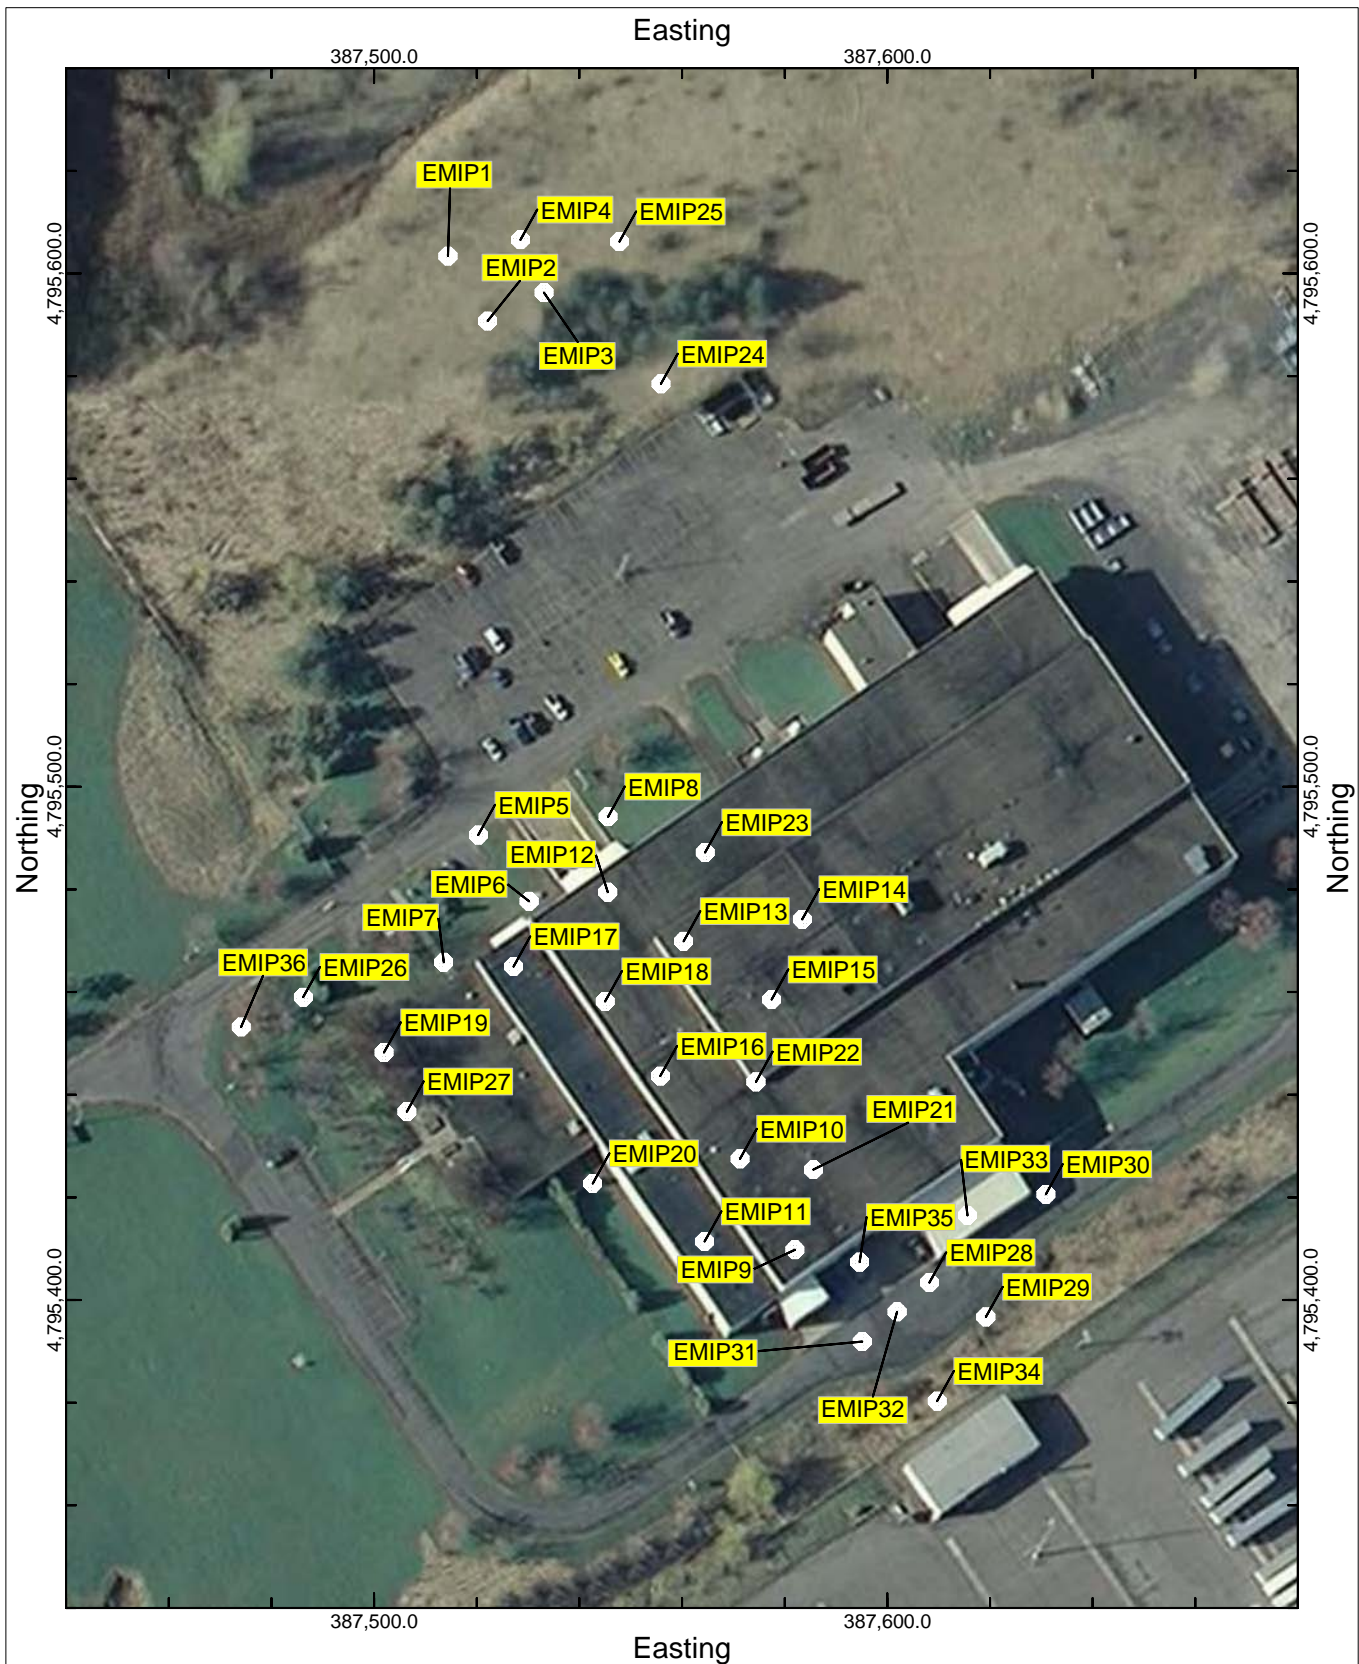 Easting
387,500.0
387,600.0
EMIP1
EMIP4
EMIP25
EMIP2
4,795,600.0
4,795,600.0
EMIP3
EMIP24
4,795,500.0
4,795,500.0
EMIP8
EMIP5
EMIP23
Northing
Northing
EMIP12
EMIP6
EMIP14
EMIP13
EMIP7
EMIP17
EMIP36
EMIP26
EMIP18
EMIP15
EMIP19
EMIP16
EMIP22
EMIP27
EMIP21
EMIP10
EMIP20
EMIP33
EMIP30
EMIP11
EMIP35
EMIP9
EMIP28
EMIP29
4,795,400.0
4,795,400.0
EMIP31
EMIP34
EMIP32
387,500.0
387,600.0
Easting